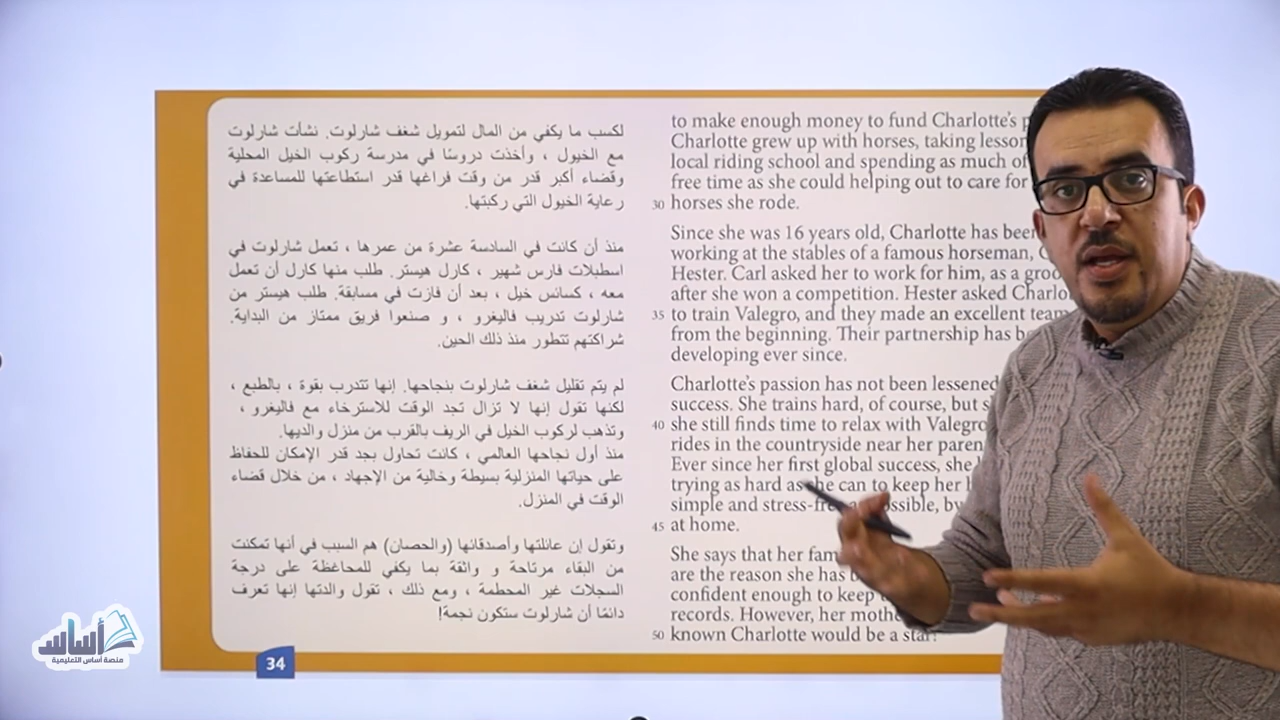 لكسب ما يكفي من المال لتمويل شغف شارلوت. نشأت شارلوت
مع الخيول ، وأخذت دروسًا في مدرسة ركوب الخيل المحلية
وقضاء أكبر قدر من وقت فراغها قدر استطاعتها للمساعدة في
رعاية الخيول التي ركبتها.
منذ أن كانت في السادسة عشرة من عمرها ، تعمل شارلوت في
اسطبلات فارس شهير ، كارل هيستر. طلب منها كارل أن تعمل
معه ، كسائس خيل ، بعد أن فازت في مسابقة. طلب هيستر من
شارلوت تدريب فاليغرو ، و صنعوا فريق ممتاز من البداية.
شراكتهم تتطور منذ ذلك الحين.
لم يتم تقليل شغف شارلوت بنجاحها. إنها تتدرب بقوة ، بالطبع ،
لكنها تقول إنها لا تزال تجد الوقت للاسترخاء مع فاليغرو ،
وتذهب لركوب الخيل في الريف بالقرب من منزل والديها.
منذ أول نجاحها العالمي ، كانت تحاول بجد قدر الإمكان للحفاظ
على حياتها المنزلية بسيطة وخالية من الإجهاد ، من خلال قضاء
الوقت في المنزل.
وتقول إن عائلتها وأصدقائها (والحصان) هم السبب في أنها تمكنت
من البقاء مرتاحة و واثقة بما يكفي للمحافظة على درجة
السجلات غير المحطمة ، ومع ذلك ، تقول والدتها إنها تعرف
دائمًا أن شارلوت ستكون نجمة!
to make enough money to fund Charlotte's
Charlotte grew up with horses, taking
local riding school and spending as much of
free time as she could helping out to care for
30 horses she rode.
Since she was 16 years old, Charlotte has been
working at the stables of a famous horseman,
Hester. Carl asked her to work for him, as a
after she won a competition. Hester asked
35 to train Valegro, and they made an excellent team
from the beginning. Their partnership has
developing ever since.
Charlotte's passion has not been lessened
success. She trains hard, of course, but
40 she still finds time to relax with Valegro
rides in the countryside near her
Ever since her first global success, she
trying as hard as she can to keep her
simple and stress-free as possible, by
45 at home.
She says that her
are the reason she has
confident enough to keep
records. However, her
50 known Charlotte would be a star!
34
أساس
منصة أساس التعليمية